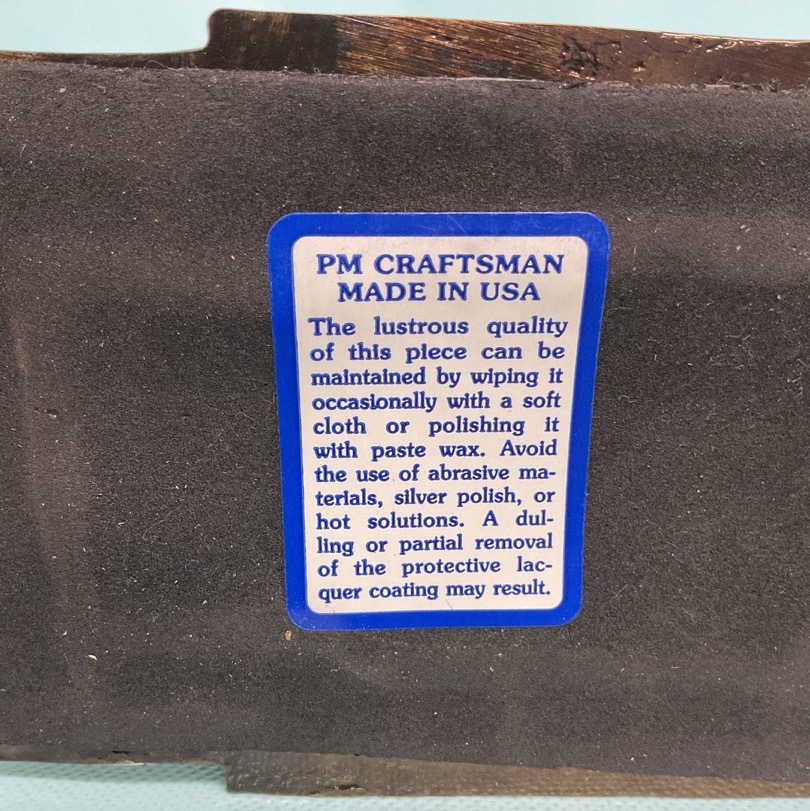 PM CRAFTSMAN
MADE IN USA
The lustrous quality
of this piece can be
maintained by wiping it
occasionally with a soft
cloth or polishing it
with paste wax. Avoid
the use of abrasive ma-
terials, silver polish, or
hot solutions. A dul-
ling or partial removal
of the protective lac-
quer coating may result.